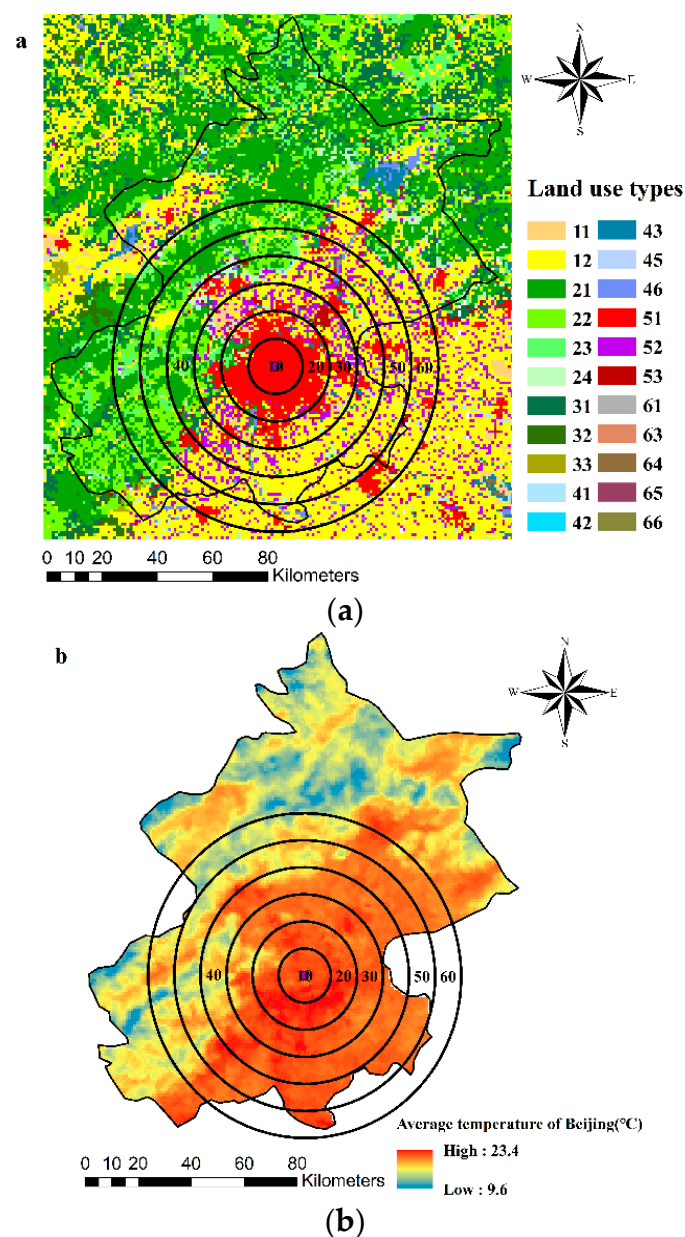 a
N
W E
S
Land use types
11 43
12 45
21 46
22 51
23 52
24 53
31 61
32 63
33 64
41 65
42 66
40 20 30 50 60
0 10 20 40 60 80
Kilometers
(a)
b
N
W E
S
40 10 20 30 50 60
Average temperature of Beijing(°C)
High : 23.4
Low : 9.6
0 10 20 40 60 80
Kilometers
(b)